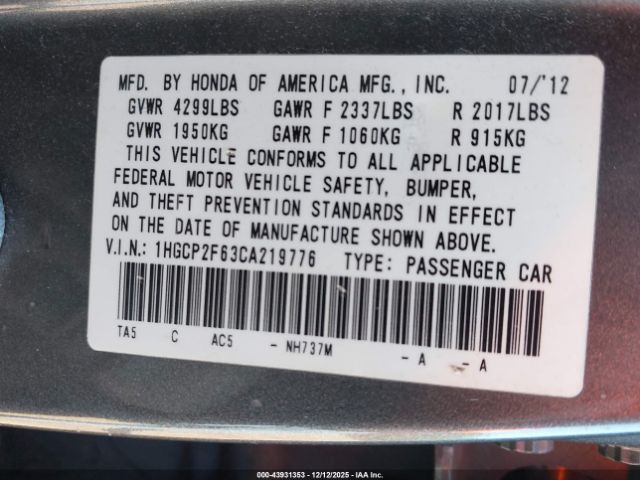 MFD. BY HONDA OF AMERICA MFG., INC. 07/'12
GVWR 4299LBS GAWR F 2337LBS R 2017LBS
GVWR 1950KG GAWR F 1060KG R 915KG
THIS VEHICLE CONFORMS TO ALL APPLICABLE
FEDERAL MOTOR VEHICLE SAFETY, BUMPER,
AND THEFT PREVENTION STANDARDS IN EFFECT
ON THE DATE OF MANUFACTURE SHOWN ABOVE.
V.I.N.: 1HGCP2F63CA219776 TYPE: PASSENGER CAR
TA5 C AC5 - NH737M - A - A
000-43931353 - 12/12/2025 - IAA Inc.